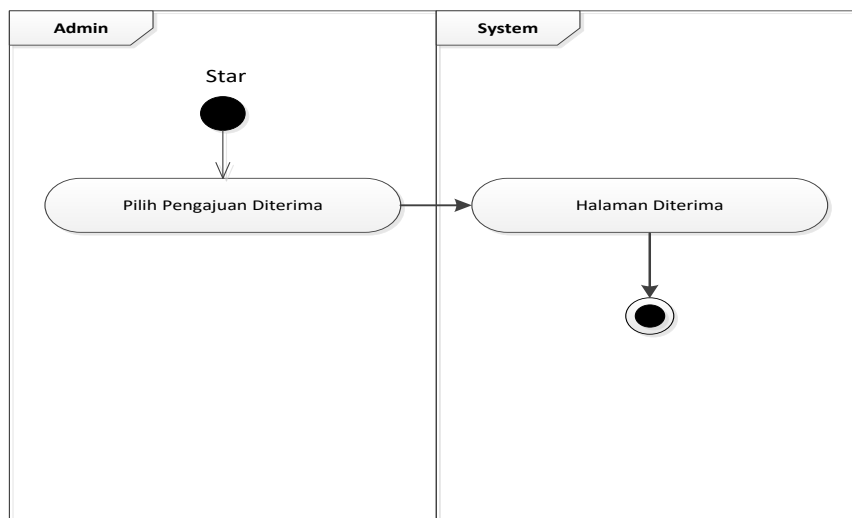 Admin
System
Star
Pilih Pengajuan Diterima
Halaman Diterima